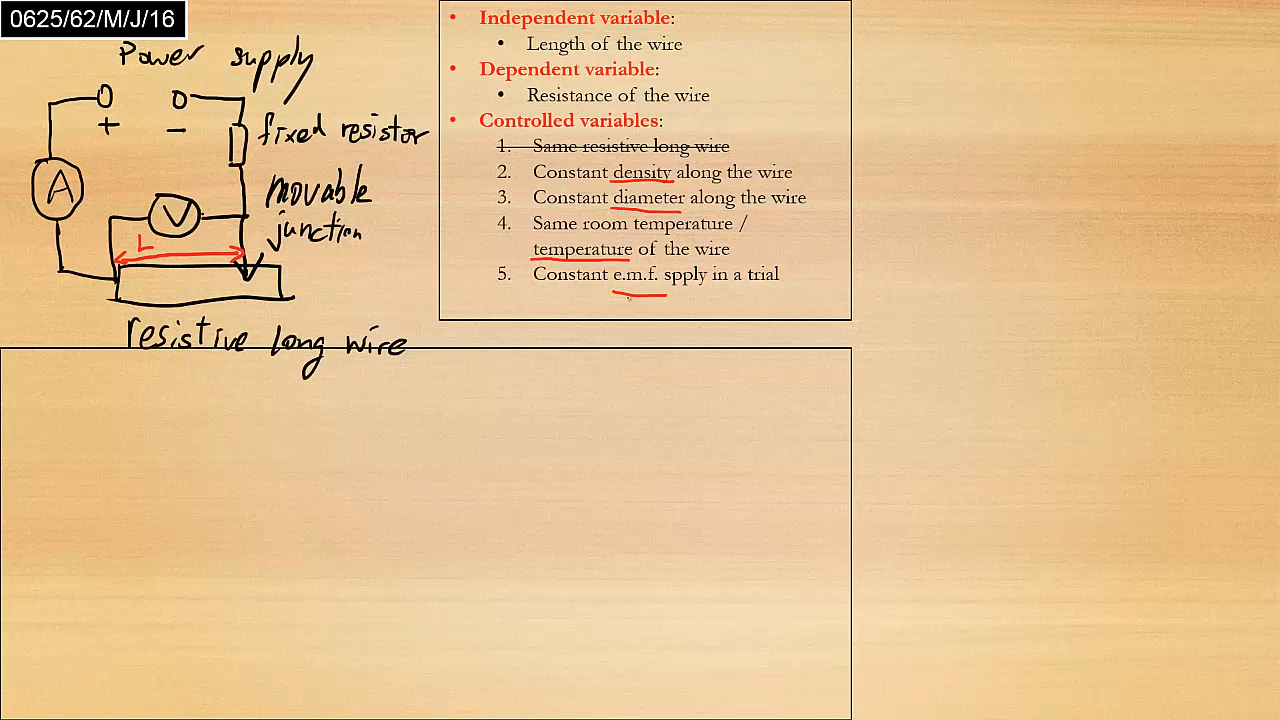 0625/62/M/J/16
Power supply
+ −
fixed resistor
A
movable
junction
V
L
resistive long wire
• Independent variable:
• Length of the wire
• Dependent variable:
• Resistance of the wire
• Controlled variables:
1. Same resistive long wire
2. Constant density along the wire
3. Constant diameter along the wire
4. Same room temperature /
temperature of the wire
5. Constant e.m.f. spply in a trial